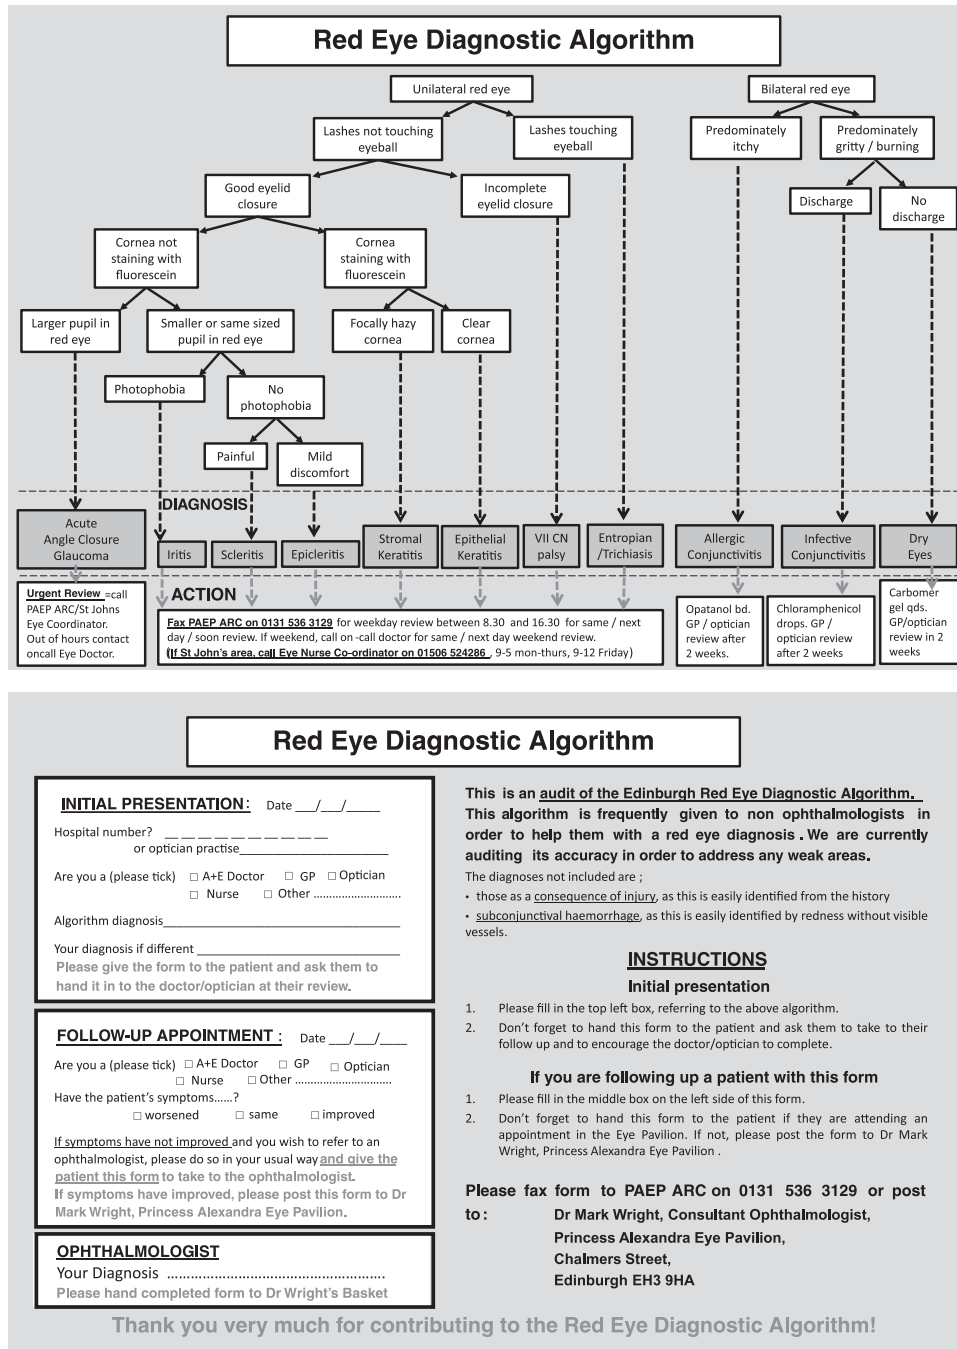 Red Eye Diagnostic Algorithm
Unilateral red eye
Bilateral red eye
Lashes not touching
eyeball
Lashes touching
eyeball
Predominately
itchy
Predominately
gritty / burning
Good eyelid
closure
Incomplete
eyelid closure
Discharge
No
discharge
Cornea not
staining with
fluorescein
Cornea
staining with
fluorescein
Larger pupil in
red eye
Smaller or same sized
pupil in red eye
Focally hazy
cornea
Clear
cornea
Photophobia
No
photophobia
Painful
Mild
discomfort
DIAGNOSIS
Acute
Angle Closure
Glaucoma
Iritis
Scleritis
Epicleritis
Stromal
Keratitis
Epithelial
Keratitis
VII CN
palsy
Entropian
/Trichiasis
Allergic
Conjunctivitis
Infective
Conjunctivitis
Dry
Eyes
ACTION
Urgent Review =call
PAEP ARC/St Johns
Eye Coordinator.
Out of hours contact
oncall Eye Doctor.
Fax PAEP ARC on 0131 536 3129 for weekday review between 8.30 and 16.30 for same / next
day / soon review. If weekend, call on -call doctor for same / next day weekend review.
(If St John's area, call Eye Nurse Co-ordinator on 01506 524286 , 9-5 mon-thurs, 9-12 Friday)
Opatanol bd.
GP / optician
review after
2 weeks.
Chloramphenicol
drops. GP /
optician review
after 2 weeks
Carbomer
gel qds.
GP/optician
review in 2
weeks
Red Eye Diagnostic Algorithm
INITIAL PRESENTATION: Date ___/___/_____
Hospital number? __ __ __ __ __ __ __ __ __ __
or optician practise______________________
Are you a (please tick) □ A+E Doctor □ GP □ Optician
□ Nurse □ Other ...............................
Algorithm diagnosis___________________________________
Your diagnosis if different ______________________________
Please give the form to the patient and ask them to
hand it in to the doctor/optician at their review.
FOLLOW-UP APPOINTMENT : Date ___/___/____
Are you a (please tick) □ A+E Doctor □ GP □ Optician
□ Nurse □ Other ...............................
Have the patient's symptoms......?
□ worsened □ same □ improved
If symptoms have not improved and you wish to refer to an
ophthalmologist, please do so in your usual way and give the
patient this form to take to the ophthalmologist.
If symptoms have improved, please post this form to Dr
Mark Wright, Princess Alexandra Eye Pavilion.
OPHTHALMOLOGIST
Your Diagnosis ......................................................
Please hand completed form to Dr Wright's Basket
This is an audit of the Edinburgh Red Eye Diagnostic Algorithm.
This algorithm is frequently given to non ophthalmologists in
order to help them with a red eye diagnosis . We are currently
auditing its accuracy in order to address any weak areas.
The diagnoses not included are ;
• those as a consequence of injury, as this is easily identified from the history
• subconjunctival haemorrhage, as this is easily identified by redness without visible
vessels.
INSTRUCTIONS
Initial presentation
1. Please fill in the top left box, referring to the above algorithm.
2. Don't forget to hand this form to the patient and ask them to take to their
follow up and to encourage the doctor/optician to complete.
If you are following up a patient with this form
1. Please fill in the middle box on the left side of this form.
2. Don't forget to hand this form to the patient if they are attending an
appointment in the Eye Pavilion. If not, please post the form to Dr Mark
Wright, Princess Alexandra Eye Pavilion .
Please fax form to PAEP ARC on 0131 536 3129 or post
to: Dr Mark Wright, Consultant Ophthalmologist,
Princess Alexandra Eye Pavilion,
Chalmers Street,
Edinburgh EH3 9HA
Thank you very much for contributing to the Red Eye Diagnostic Algorithm!